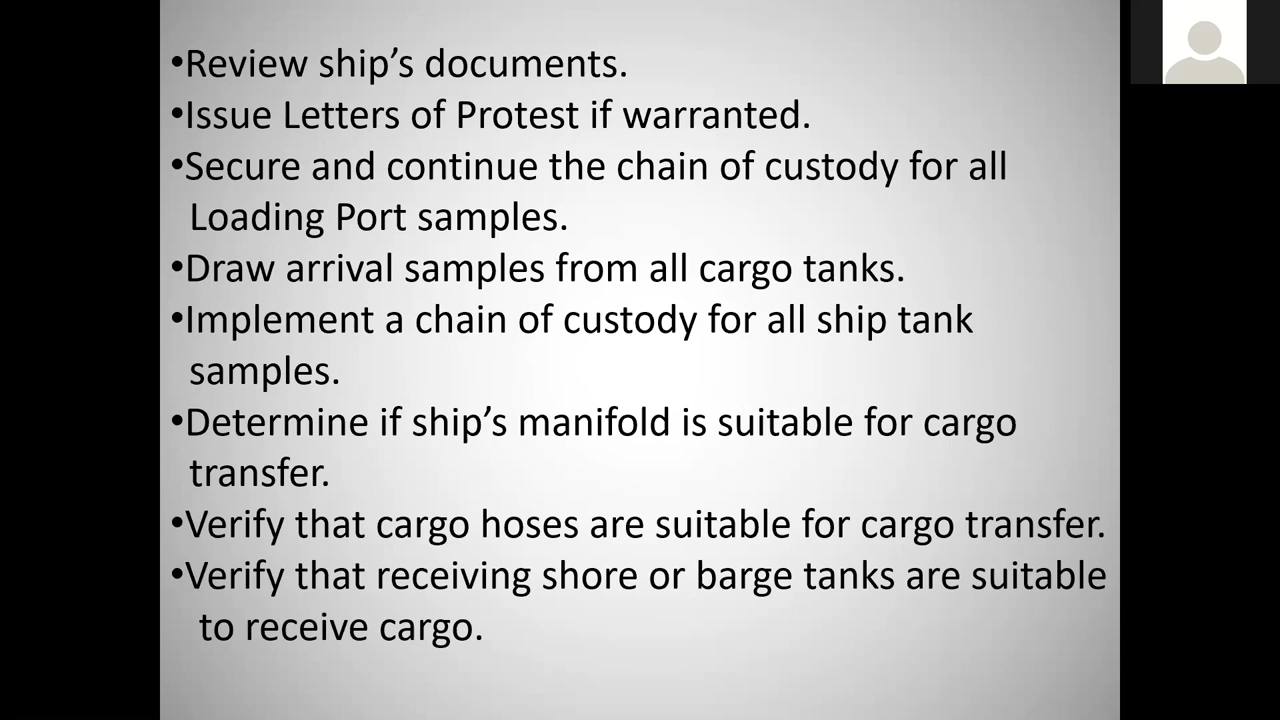 •Review ship’s documents.
•Issue Letters of Protest if warranted.
•Secure and continue the chain of custody for all
Loading Port samples.
•Draw arrival samples from all cargo tanks.
•Implement a chain of custody for all ship tank
samples.
•Determine if ship’s manifold is suitable for cargo
transfer.
•Verify that cargo hoses are suitable for cargo transfer.
•Verify that receiving shore or barge tanks are suitable
to receive cargo.